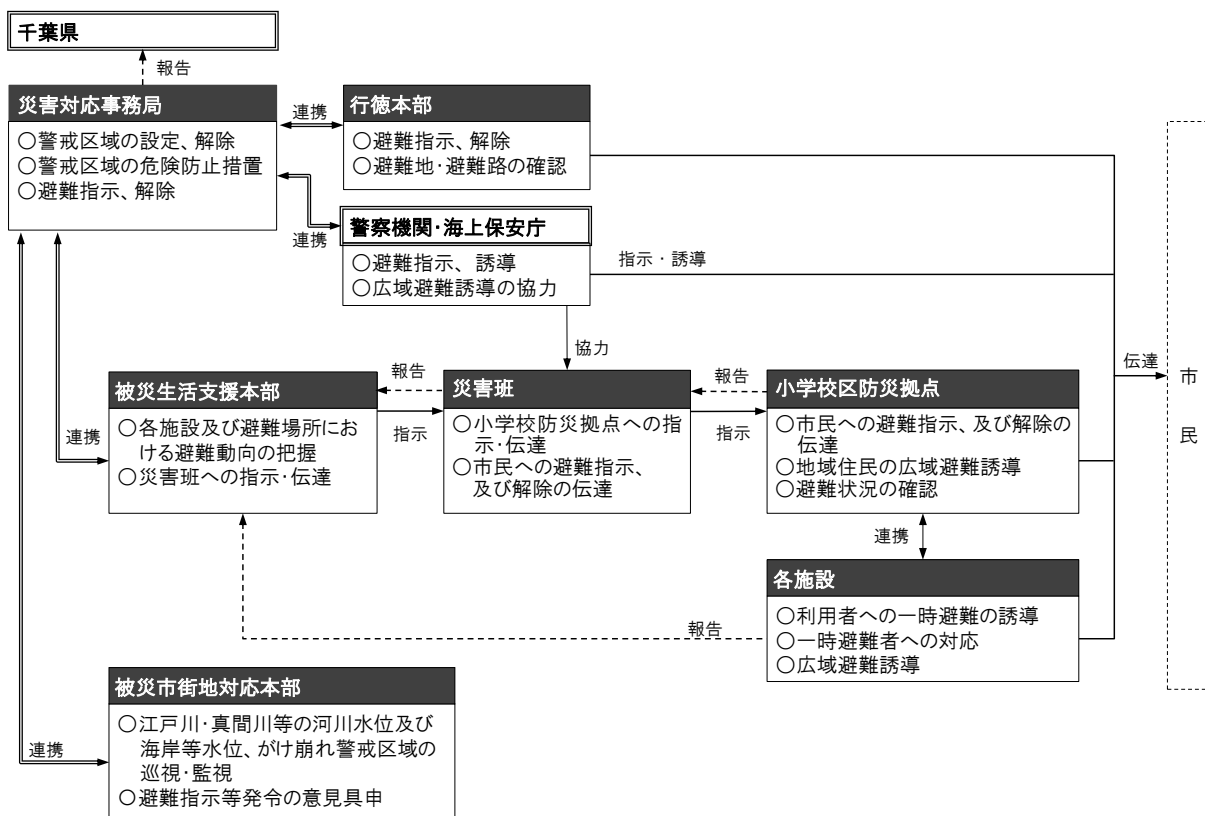 千葉県
報告
災害対応事務局
○警戒区域の設定、解除
○警戒区域の危険防止措置
○避難指示、解除
連携
行徳本部
○避難指示、解除
○避難地・避難路の確認
連携
警察機関・海上保安庁
○避難指示、誘導
○広域避難誘導の協力
指示・誘導
協力
伝達
市
民
連携
被災生活支援本部
○各施設及び避難場所にお
ける避難動向の把握
○災害班への指示・伝達
報告
指示
災害班
○小学校防災拠点への指
示・伝達
○市民への避難指示、
及び解除の伝達
報告
指示
小学校区防災拠点
○市民への避難指示、及び解除の
伝達
○地域住民の広域避難誘導
○避難状況の確認
連携
各施設
○利用者への一時避難の誘導
○一時避難者への対応
○広域避難誘導
報告
連携
被災市街地対応本部
○江戸川・真間川等の河川水位及び
海岸等水位、がけ崩れ警戒区域の
巡視・監視
○避難指示等発令の意見具申